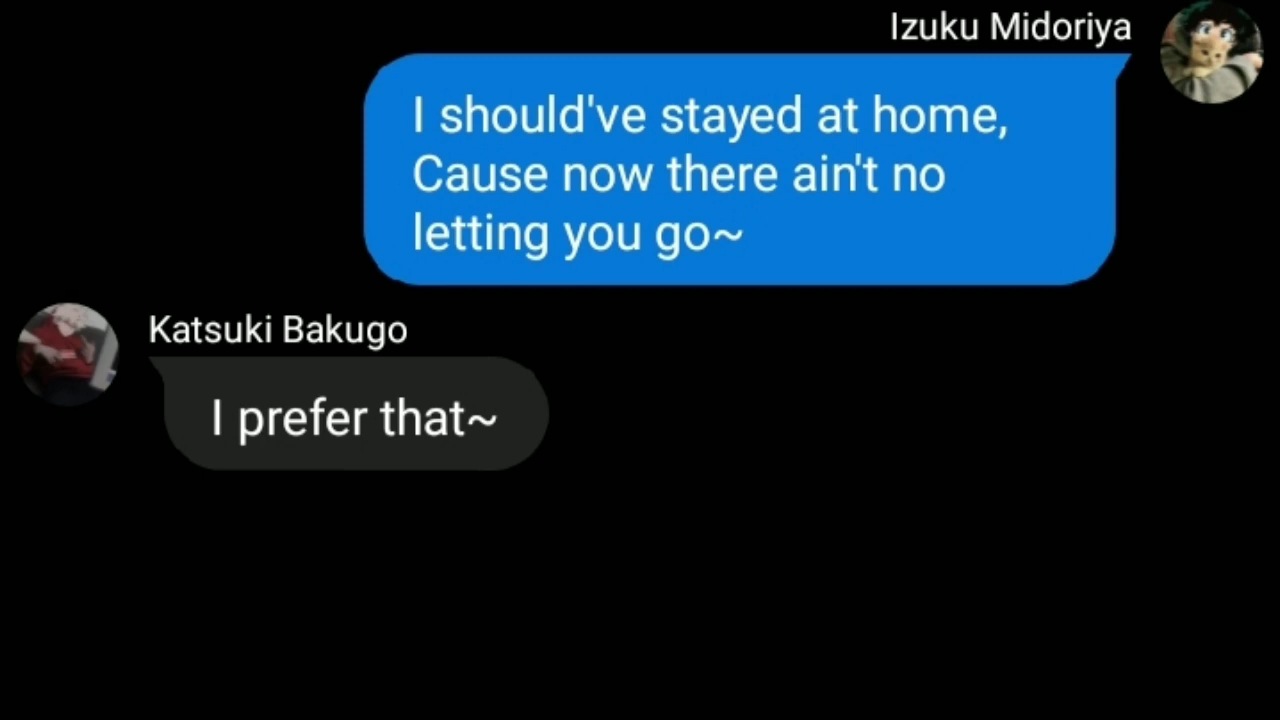 Izuku Midoriya
I should've stayed at home,
Cause now there ain't no
letting you go~
Katsuki Bakugo
I prefer that~